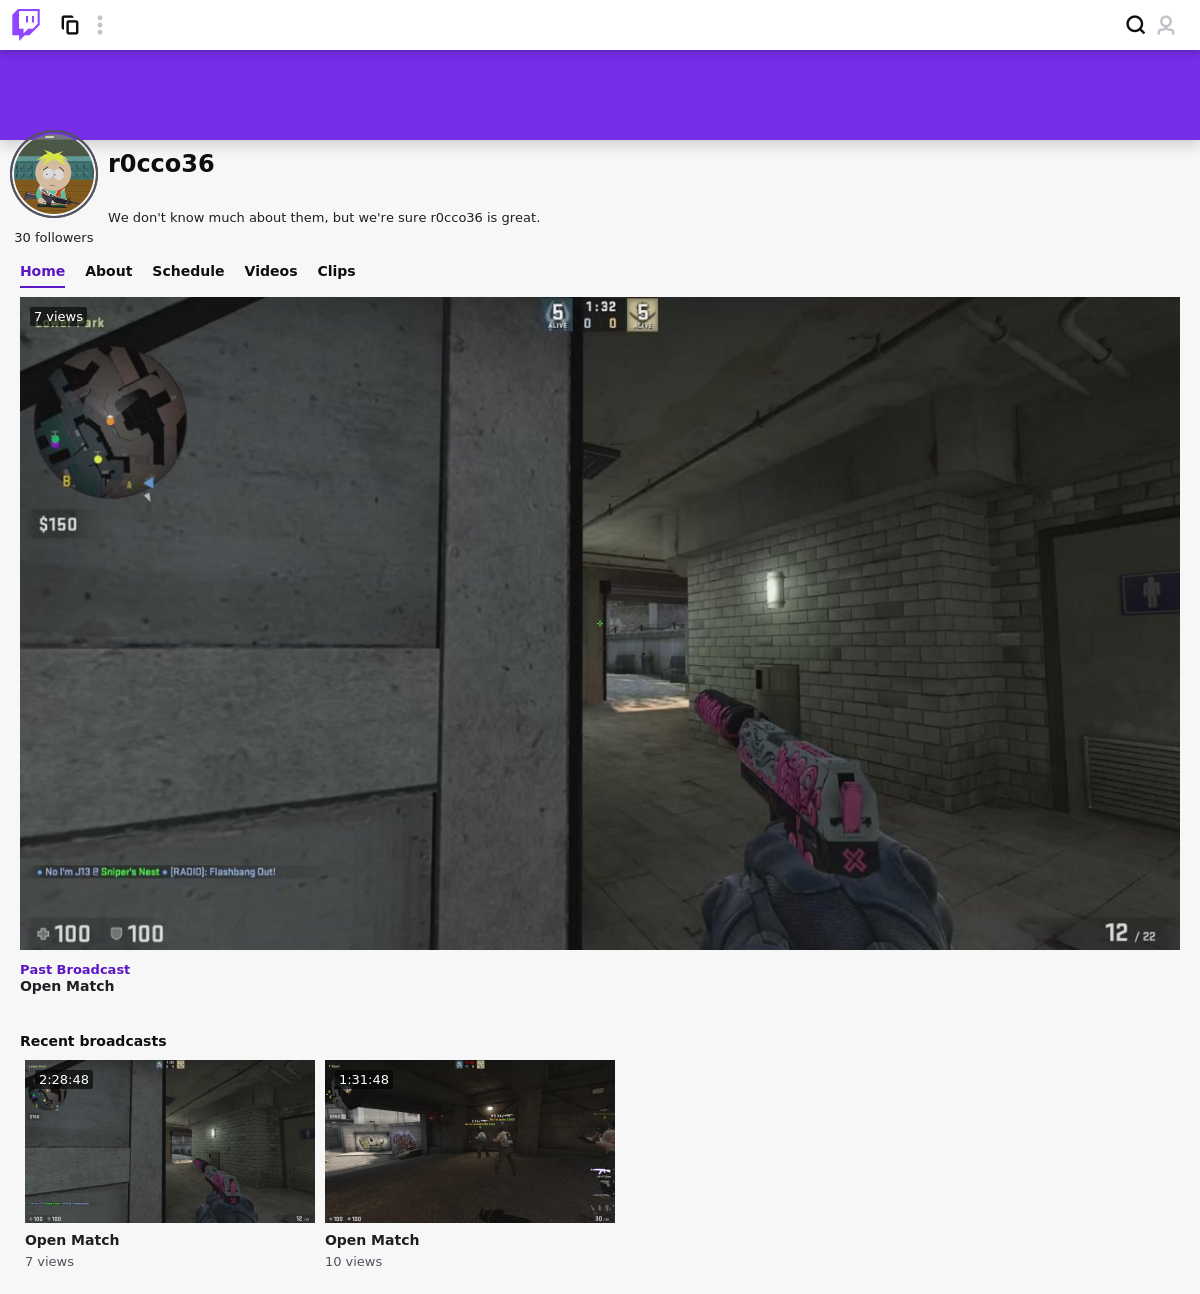 r0cco36
We don't know much about them, but we're sure r0cco36 is great.
30 followers
Home
About
Schedule
Videos
Clips
7 views
5
ALIVE
1:32
0 0
5
ALIVE
B
A
$150
● No I'm J13 @ Sniper's Nest ● [RADIO]: Flashbang Out!
100 100
12 / 22
Past Broadcast
Open Match
Recent broadcasts
2:28:48
1:31:48
Open Match
7 views
Open Match
10 views